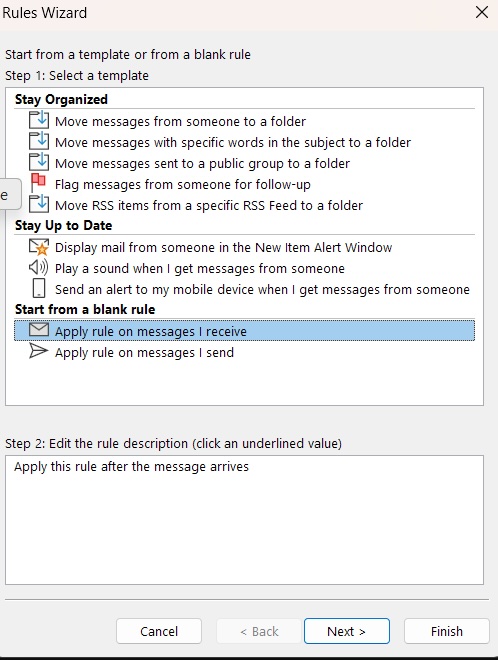 Rules Wizard
Start from a template or from a blank rule
Step 1: Select a template
Stay Organized
Move messages from someone to a folder
Move messages with specific words in the subject to a folder
Move messages sent to a public group to a folder
Flag messages from someone for follow-up
e
Move RSS items from a specific RSS Feed to a folder
Stay Up to Date
Display mail from someone in the New Item Alert Window
Play a sound when I get messages from someone
Send an alert to my mobile device when I get messages from someone
Start from a blank rule
Apply rule on messages I receive
Apply rule on messages I send
Step 2: Edit the rule description (click an underlined value)
Apply this rule after the message arrives
Cancel < Back Next > Finish